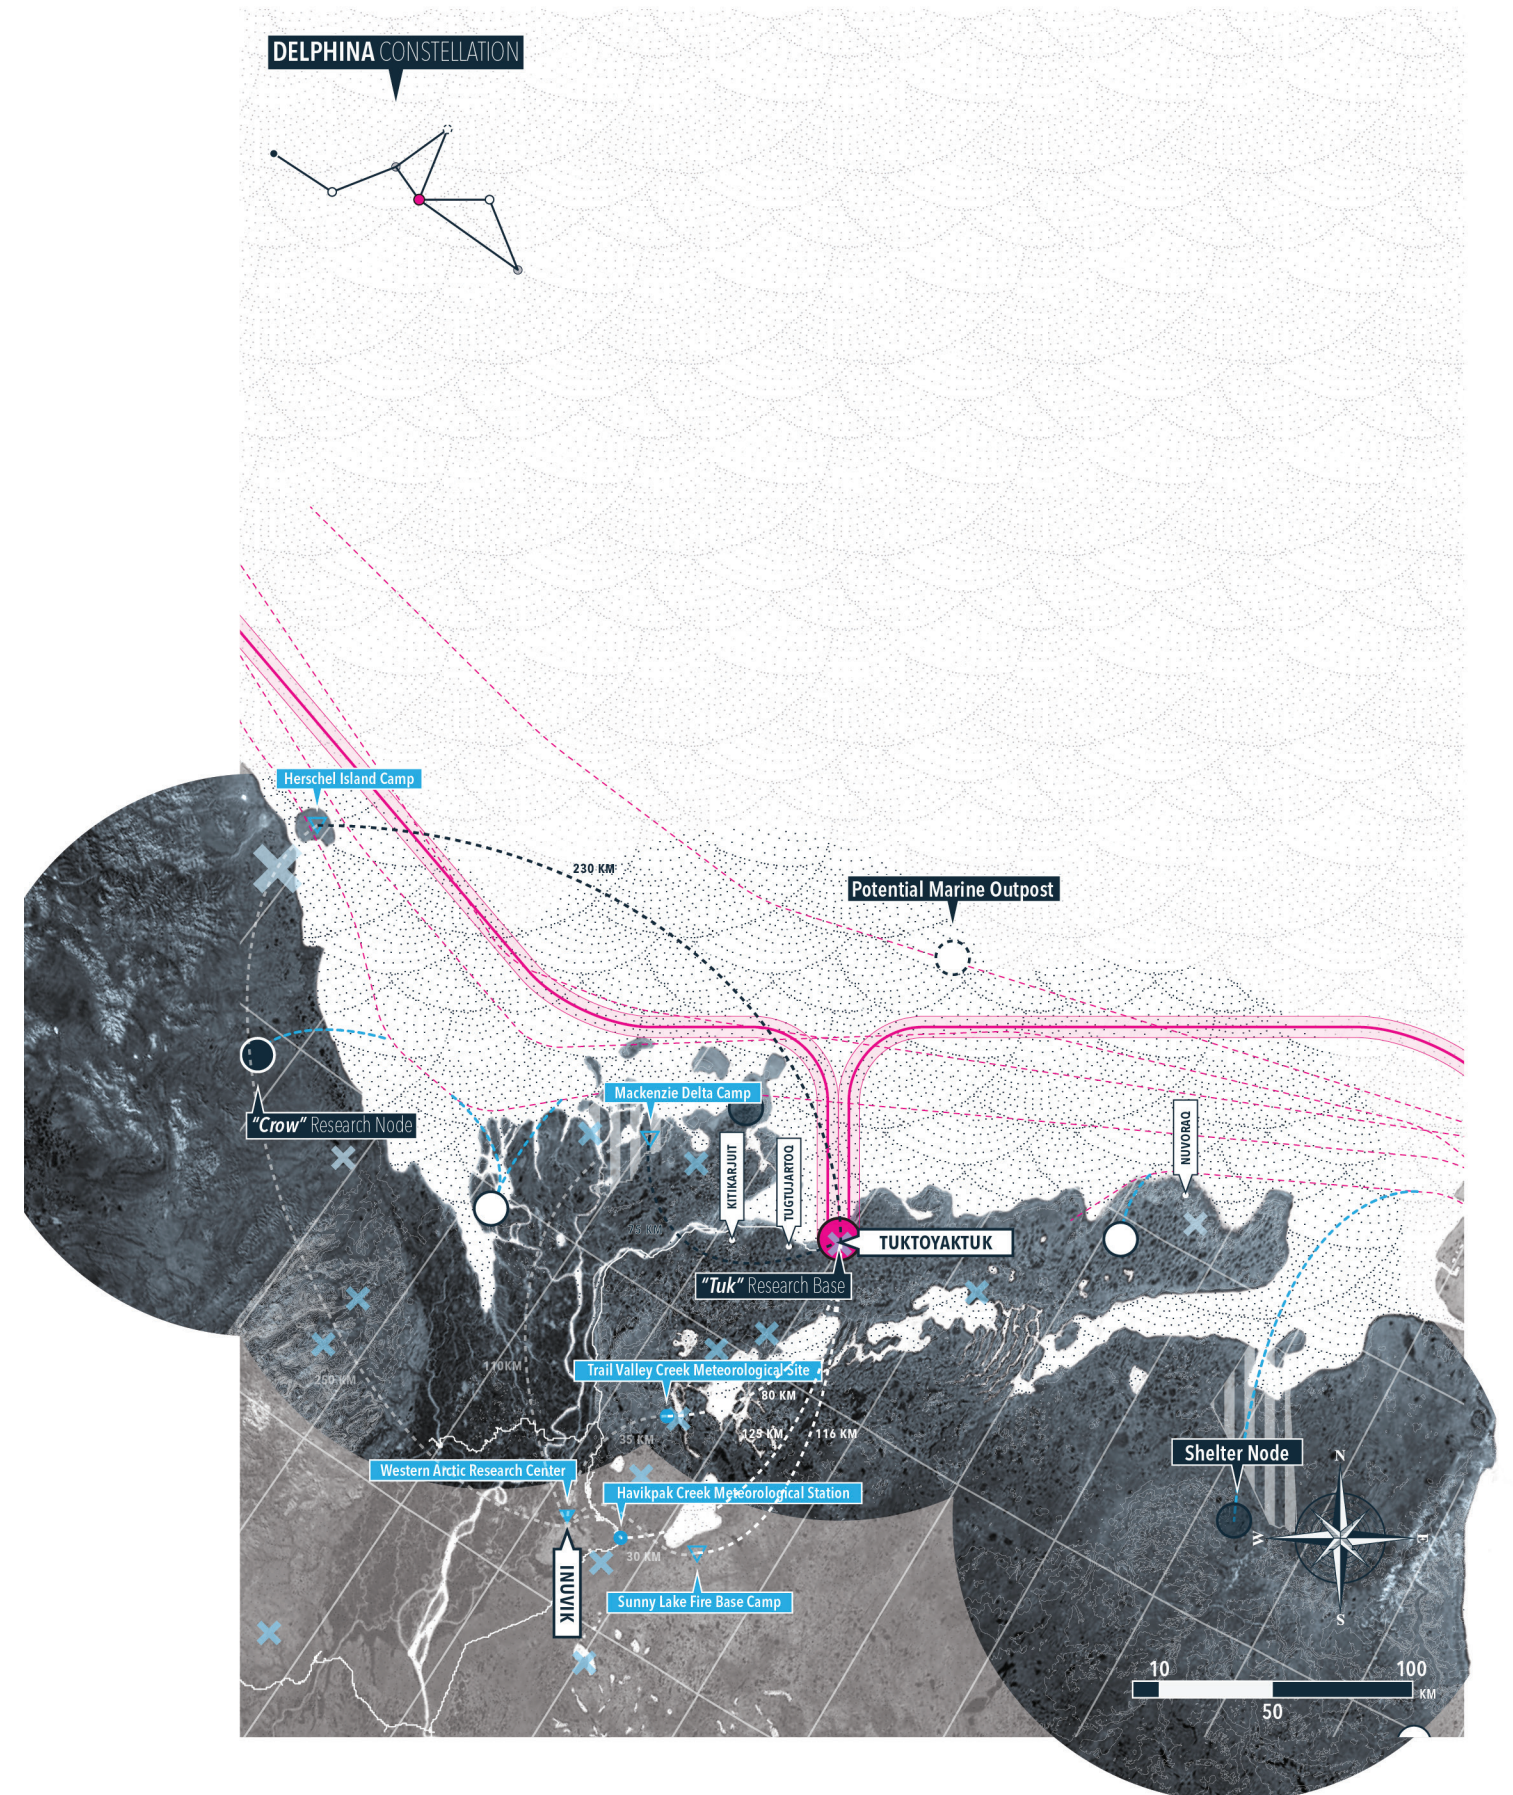 DELPHINA CONSTELLATION
Herschel Island Camp
230 KM
Potential Marine Outpost
"Crow" Research Node
Mackenzie Delta Camp
KITIKARJUIT
TUGTUJARTOQ
NUVORAQ
75 KM
TUKTOYAKTUK
"Tuk" Research Base
110KM
250 KM
Trail Valley Creek Meteorological Site
80 KM
35 KM
125 KM
116 KM
Western Arctic Research Center
Havikpak Creek Meteorological Station
30 KM
INUVIK
Sunny Lake Fire Base Camp
Shelter Node
N
W
E
S
10
100
KM
50